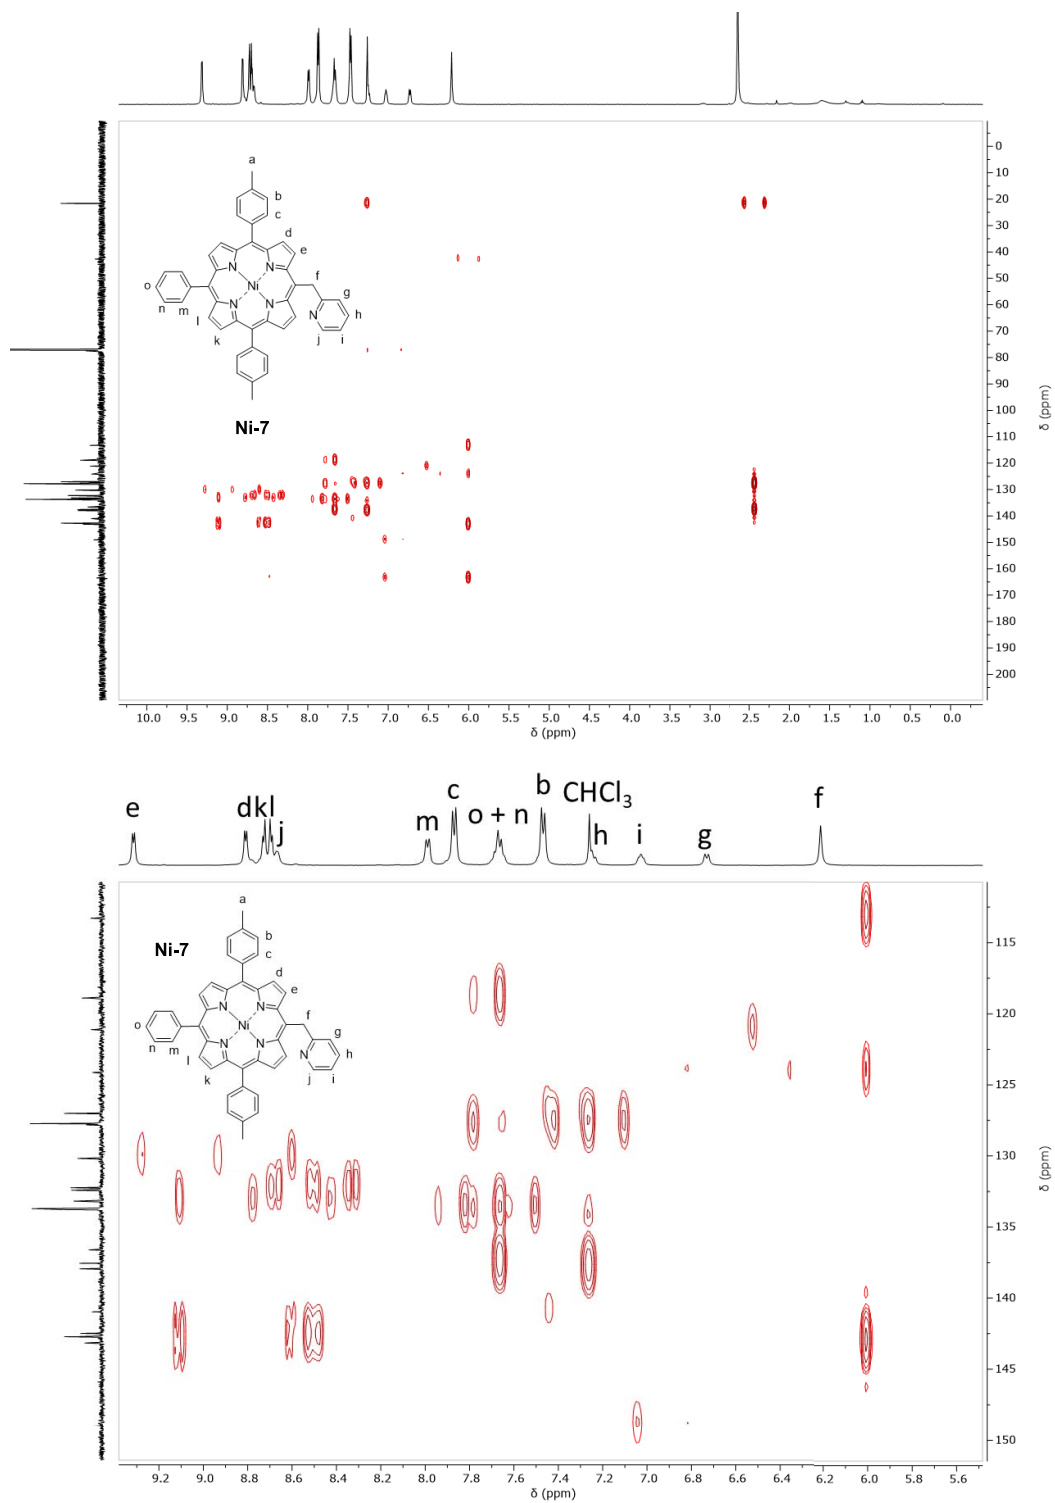 0
10
20
30
40
50
60
70
80
90
100
110
120
130
140
150
160
170
180
190
200
δ (ppm)
a
b
c
d
e
f
g
h
i
j
k
l
m
n
o
N
N
N
N
Ni
N
Ni-7
10.0 9.5 9.0 8.5 8.0 7.5 7.0 6.5 6.0 5.5 5.0 4.5 4.0 3.5 3.0 2.5 2.0 1.5 1.0 0.5 0.0
δ (ppm)
e
dkl
j
m
c
o + n
b
CHCl₃
h
i
g
f
Ni-7
a
b
c
d
e
f
g
h
i
j
k
l
m
n
o
N
N
N
N
Ni
N
115
120
125
130
135
140
145
150
δ (ppm)
9.2 9.0 8.8 8.6 8.4 8.2 8.0 7.8 7.6 7.4 7.2 7.0 6.8 6.6 6.4 6.2 6.0 5.8 5.6
δ (ppm)